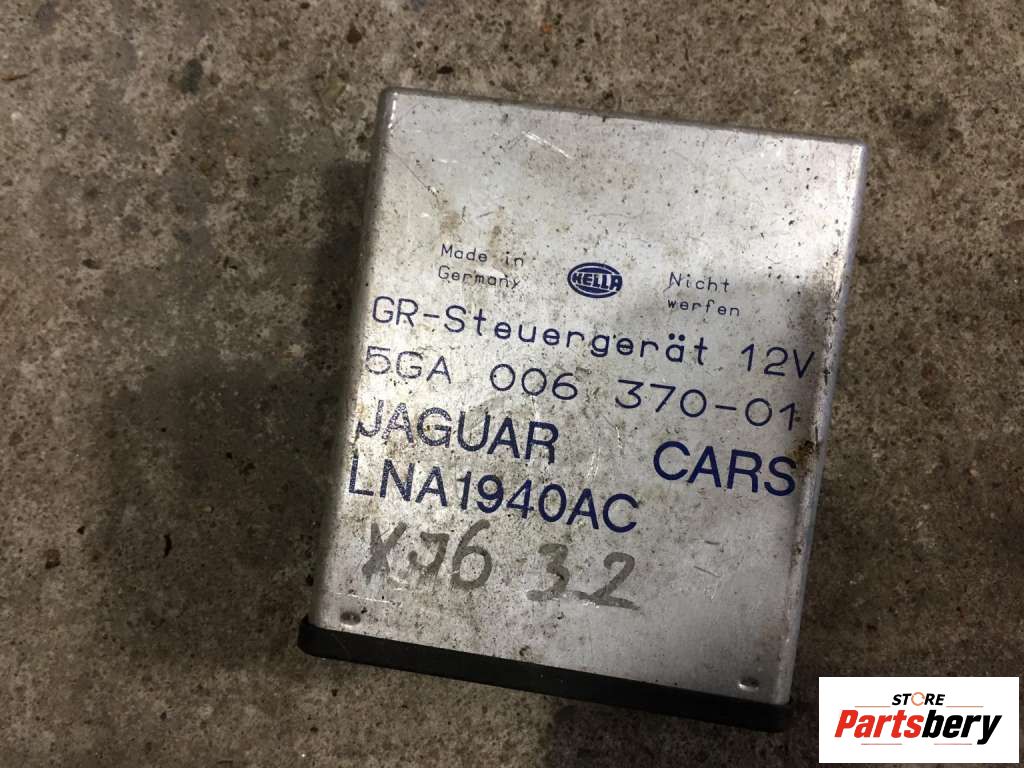 Made in
Germany
HELLA
Nicht
werfen
GR-Steuergerät 12V
5GA 006 370-01
JAGUAR CARS
LNA1940AC
XJ6 3.2
STORE
Partsbery